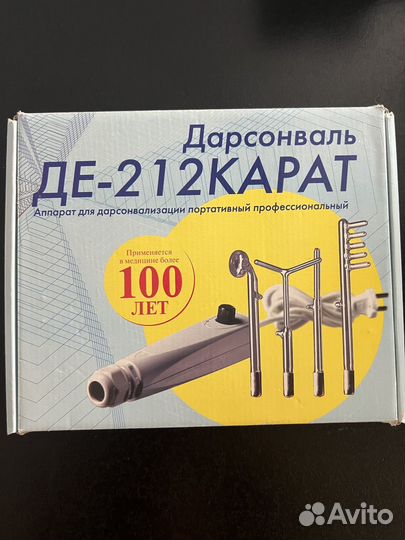 Дарсонваль
ДЕ-212КАРАТ
Аппарат для дарсонвализации портативный профессиональный
Применяется
в медицине более
100
ЛЕТ
Avito